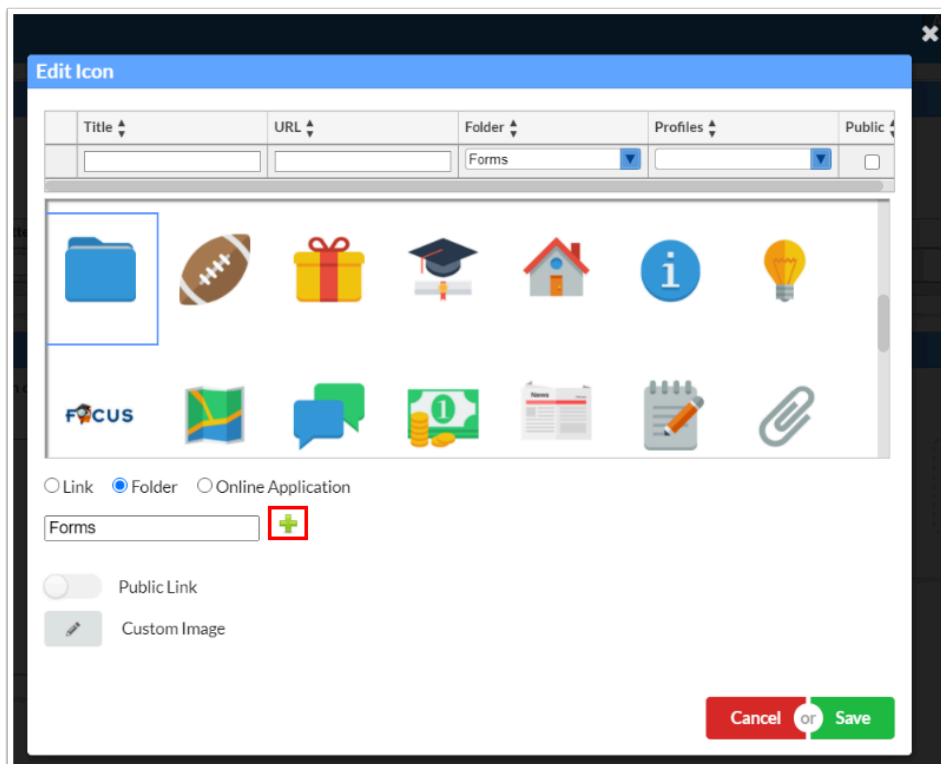 Edit Icon
Title URL Folder Profiles Public
Forms
1
News
FOCUS
Link Folder Online Application
Forms
Public Link
Custom Image
Cancel or Save